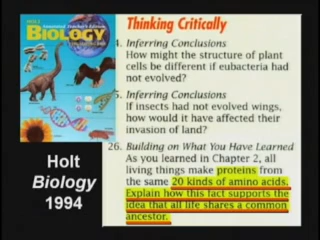 HOLT
Annotated Teacher's Edition
BIOLOGY
Thinking Critically
4. Inferring Conclusions
How might the structure of plant
cells be different if eubacteria had
not evolved?
5. Inferring Conclusions
If insects had not evolved wings,
how would it have affected their
invasion of land?
26. Building on What You Have Learned
As you learned in Chapter 2, all
living things make proteins from
the same 20 kinds of amino acids.
Explain how this fact supports the
idea that all life shares a common
ancestor.
Holt
Biology
1994